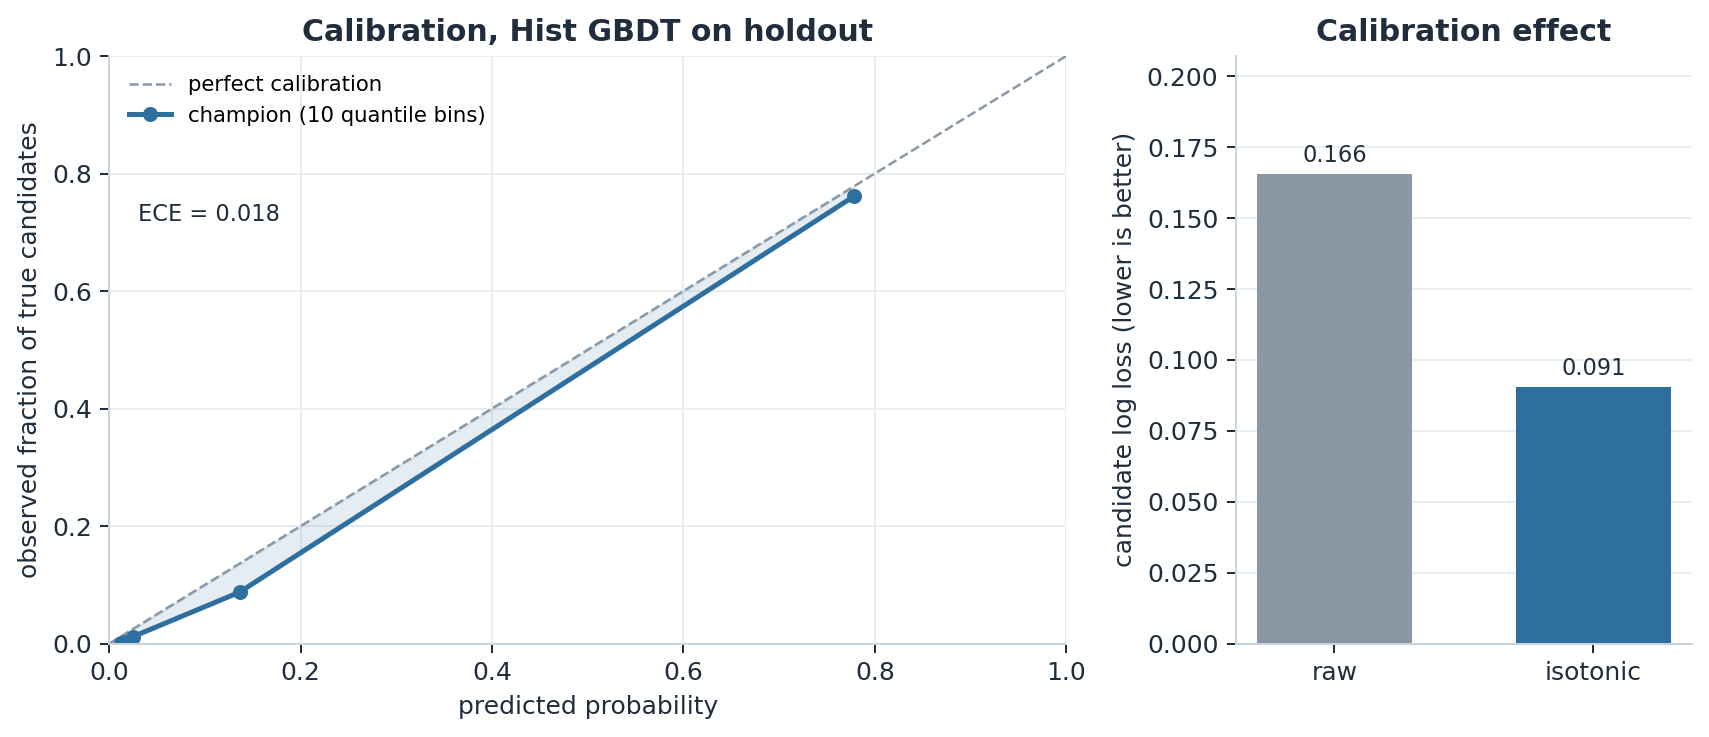 Calibration, Hist GBDT on holdout
perfect calibration
champion (10 quantile bins)
ECE = 0.018
observed fraction of true candidates
1.0
0.8
0.6
0.4
0.2
0.0
0.0 0.2 0.4 0.6 0.8 1.0
predicted probability
Calibration effect
candidate log loss (lower is better)
0.200
0.175
0.150
0.125
0.100
0.075
0.050
0.025
0.000
0.166
0.091
raw isotonic